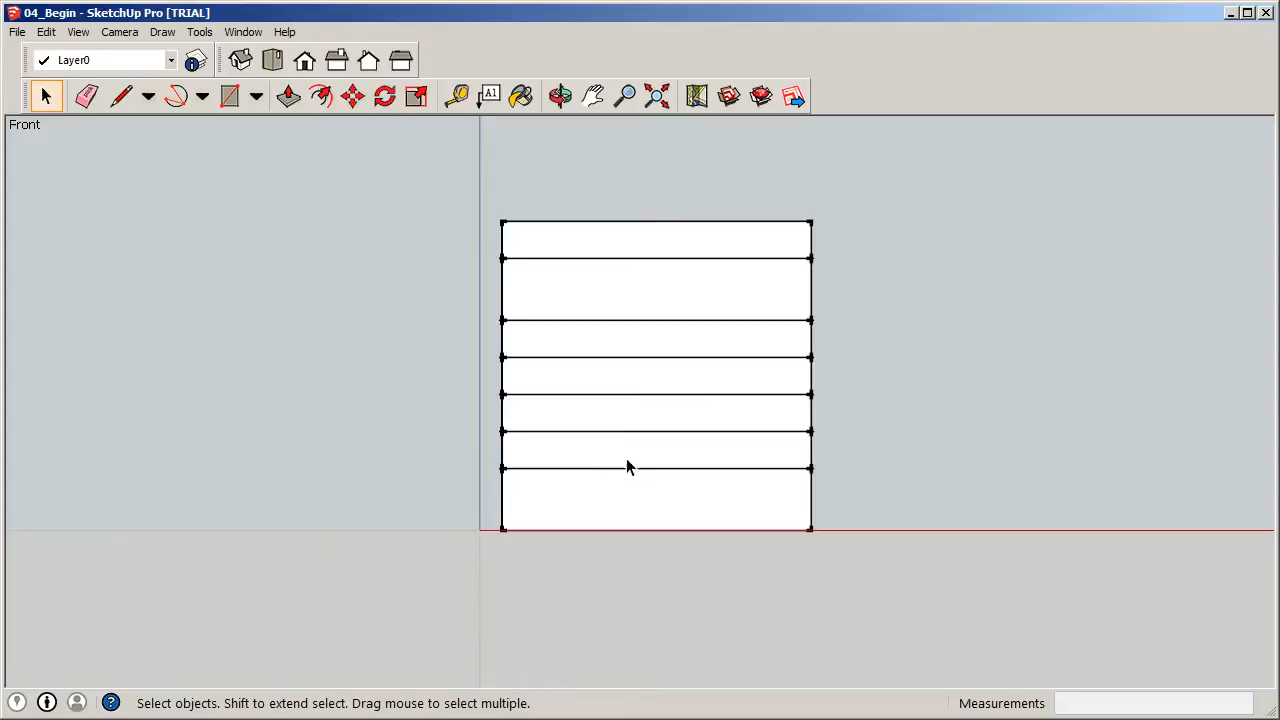 04_Begin - SketchUp Pro [TRIAL]
File Edit View Camera Draw Tools Window Help
Layer0
A1
Front
Select objects. Shift to extend select. Drag mouse to select multiple.
Measurements